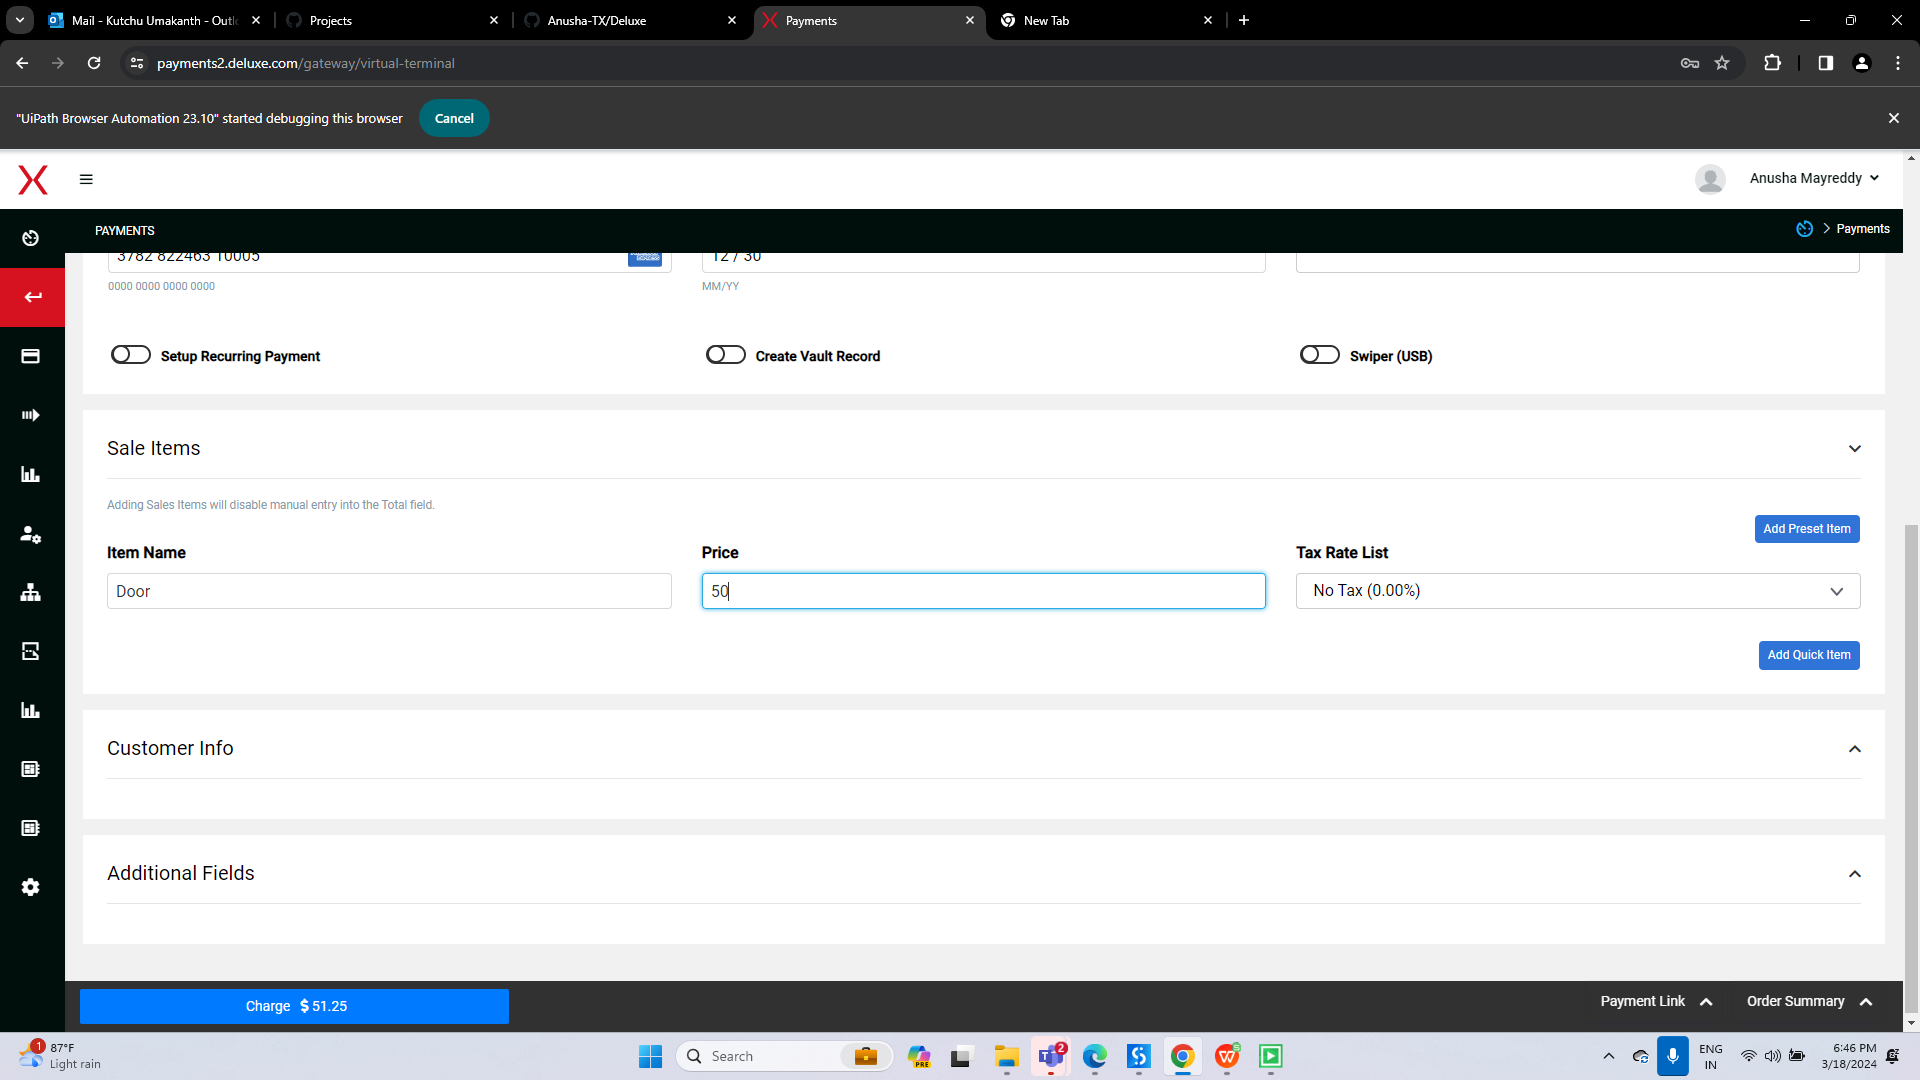 Mail - Kutchu Umakanth - Outl
Projects
Anusha-TX/Deluxe
Payments
New Tab
payments2.deluxe.com/gateway/virtual-terminal
"UiPath Browser Automation 23.10" started debugging this browser
Cancel
Anusha Mayreddy
PAYMENTS
Payments
3782 822463 10005
12 / 30
0000 0000 0000 0000
MM/YY
Setup Recurring Payment
Create Vault Record
Swiper (USB)
Sale Items
Adding Sales Items will disable manual entry into the Total field.
Add Preset Item
Item Name
Price
Tax Rate List
Door
50
No Tax (0.00%)
Add Quick Item
Customer Info
Additional Fields
Charge $ 51.25
Payment Link
Order Summary
1
87°F
Light rain
Search
PRE
2
ENG
IN
6:46 PM
3/18/2024